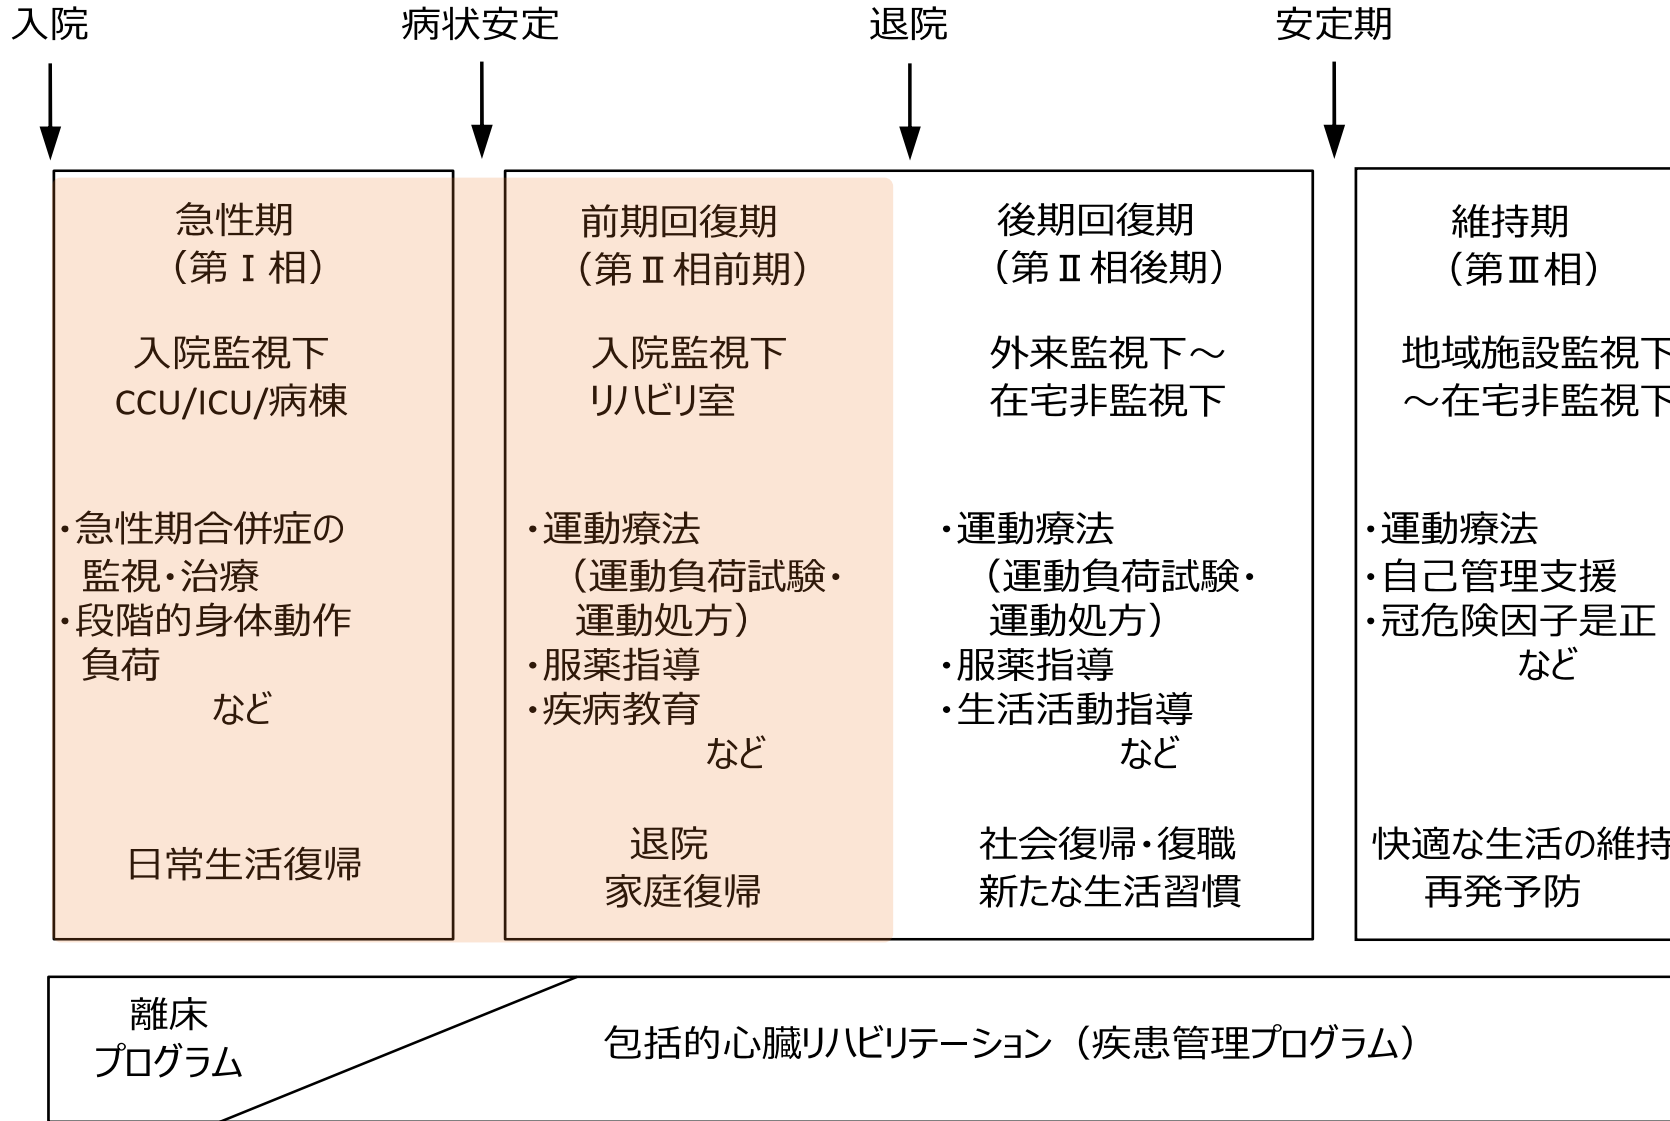 入院
病状安定
退院
安定期
急性期
（第Ⅰ相）
入院監視下
CCU/ICU/病棟
・急性期合併症の
監視・治療
・段階的身体動作
負荷
など
日常生活復帰
前期回復期
（第Ⅱ相前期）
入院監視下
リハビリ室
・運動療法
（運動負荷試験・
運動処方）
・服薬指導
・疾病教育
など
退院
家庭復帰
後期回復期
（第Ⅱ相後期）
外来監視下～
在宅非監視下
・運動療法
（運動負荷試験・
運動処方）
・服薬指導
・生活活動指導
など
社会復帰・復職
新たな生活習慣
維持期
（第Ⅲ相）
地域施設監視下
～在宅非監視下
・運動療法
・自己管理支援
・冠危険因子是正
など
快適な生活の維持
再発予防
離床
プログラム
包括的心臓リハビリテーション（疾患管理プログラム）